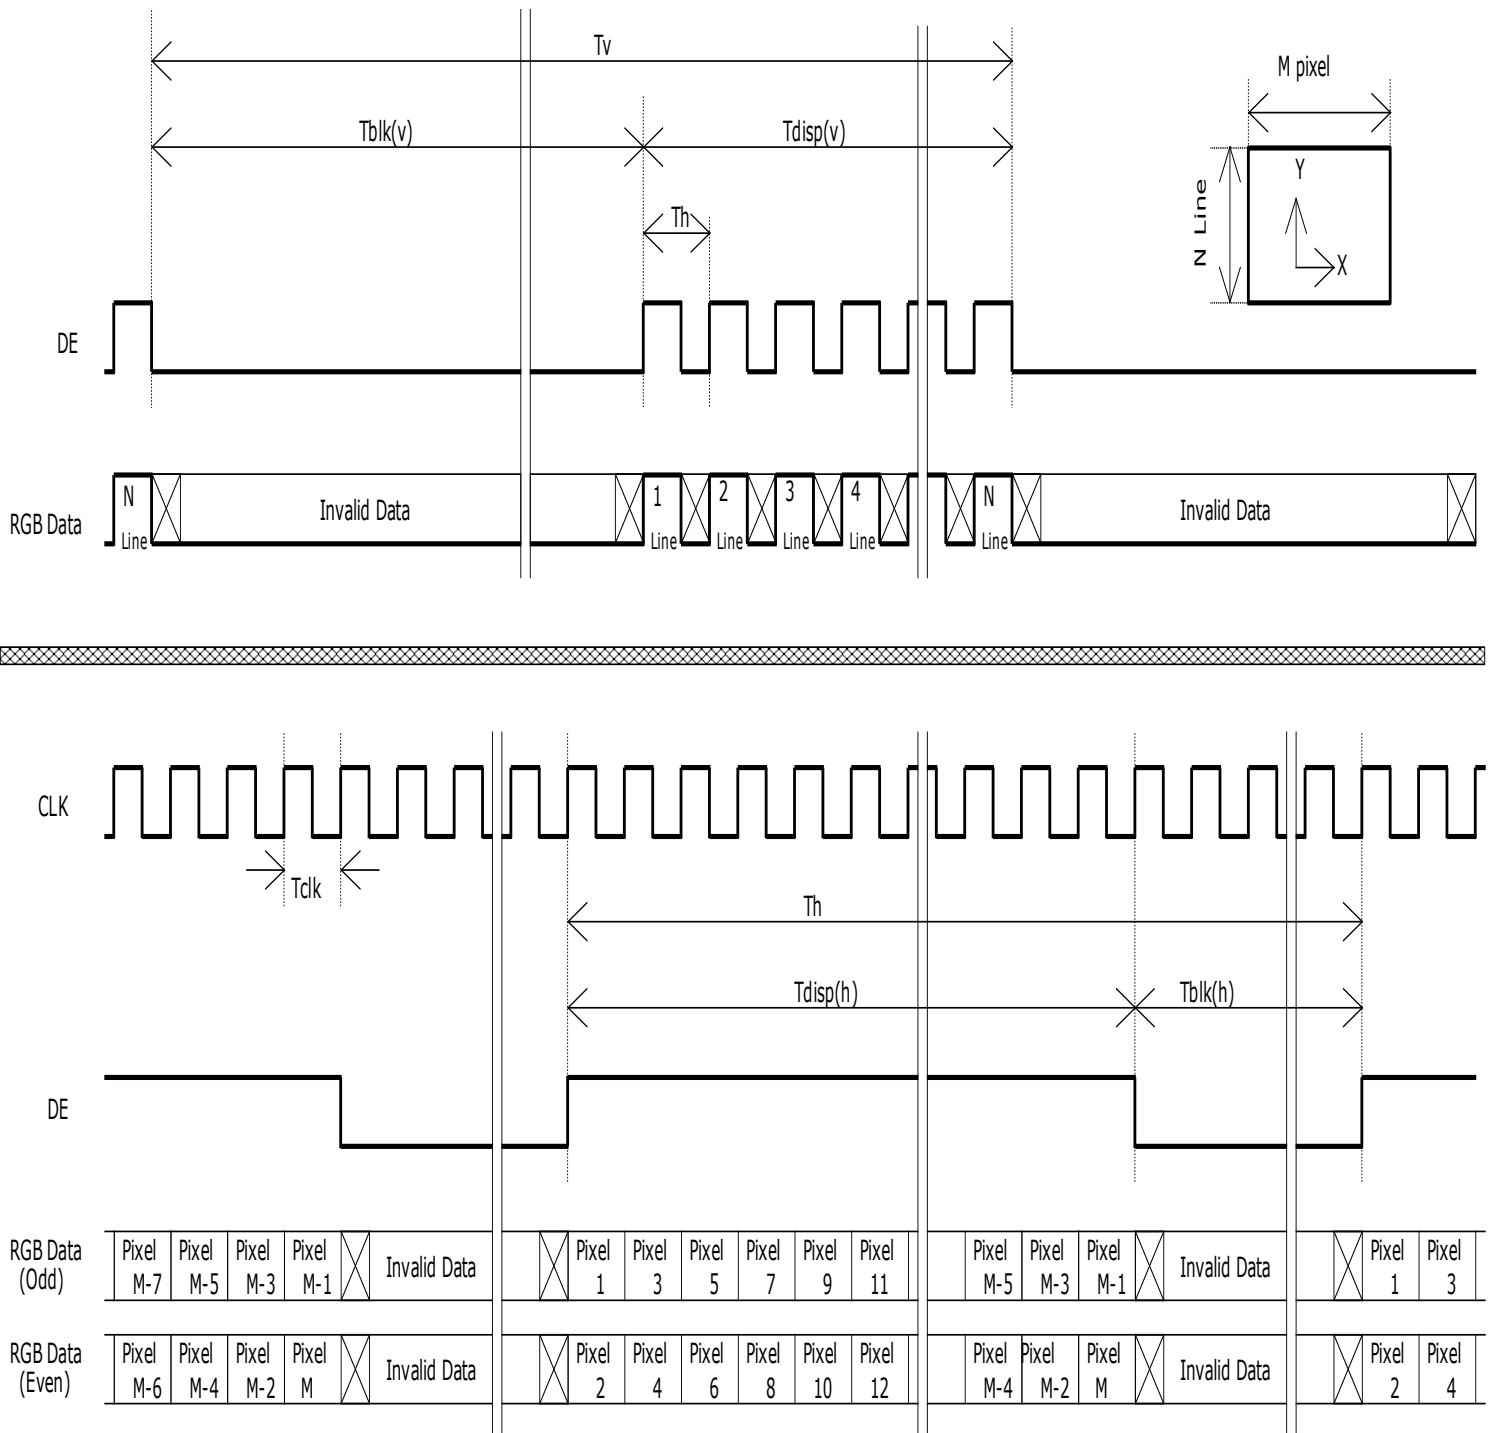 Tv
M pixel
Tblk(v) Tdisp(v)
Y
N Line
Th
X
DE
N Invalid Data 1 2 3 4 N Invalid Data
RGB Data
Line Line Line Line Line Line
CLK
Tclk
Th
Tdisp(h) Tblk(h)
DE
RGB Data Pixel Pixel Pixel Pixel Invalid Data Pixel Pixel Pixel Pixel Pixel Pixel Pixel Pixel Pixel Invalid Data Pixel Pixel
(Odd) M-7 M-5 M-3 M-1 1 3 5 7 9 11 M-5 M-3 M-1 1 3
RGB Data Pixel Pixel Pixel Pixel Invalid Data Pixel Pixel Pixel Pixel Pixel Pixel Pixel Pixel Pixel Invalid Data Pixel Pixel
(Even) M-6 M-4 M-2 M 2 4 6 8 10 12 M-4 M-2 M 2 4